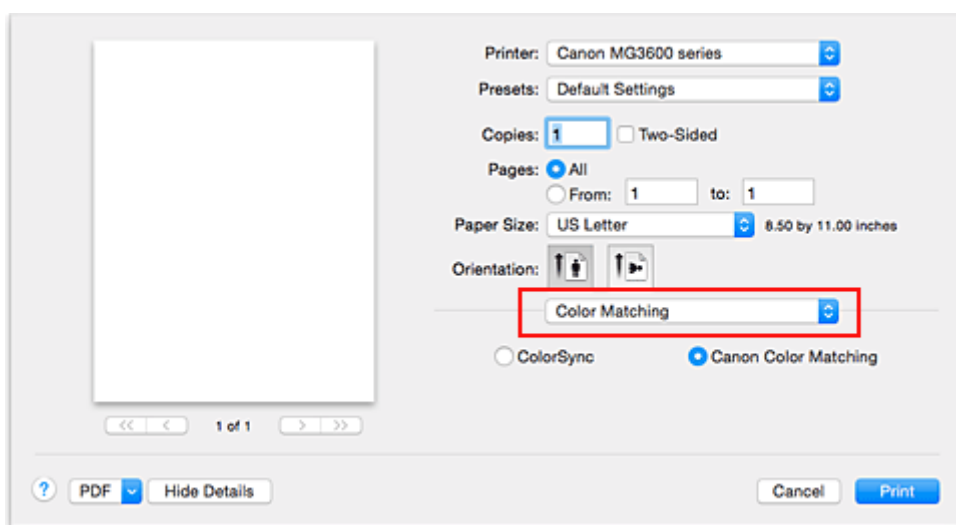 Printer: Canon MG3600 series
Presets: Default Settings
Copies: 1 Two-Sided
Pages: All
From: 1 to: 1
Paper Size: US Letter 8.50 by 11.00 inches
Orientation:
Color Matching
ColorSync Canon Color Matching
<< < 1 of 1 > >>
? PDF Hide Details Cancel Print